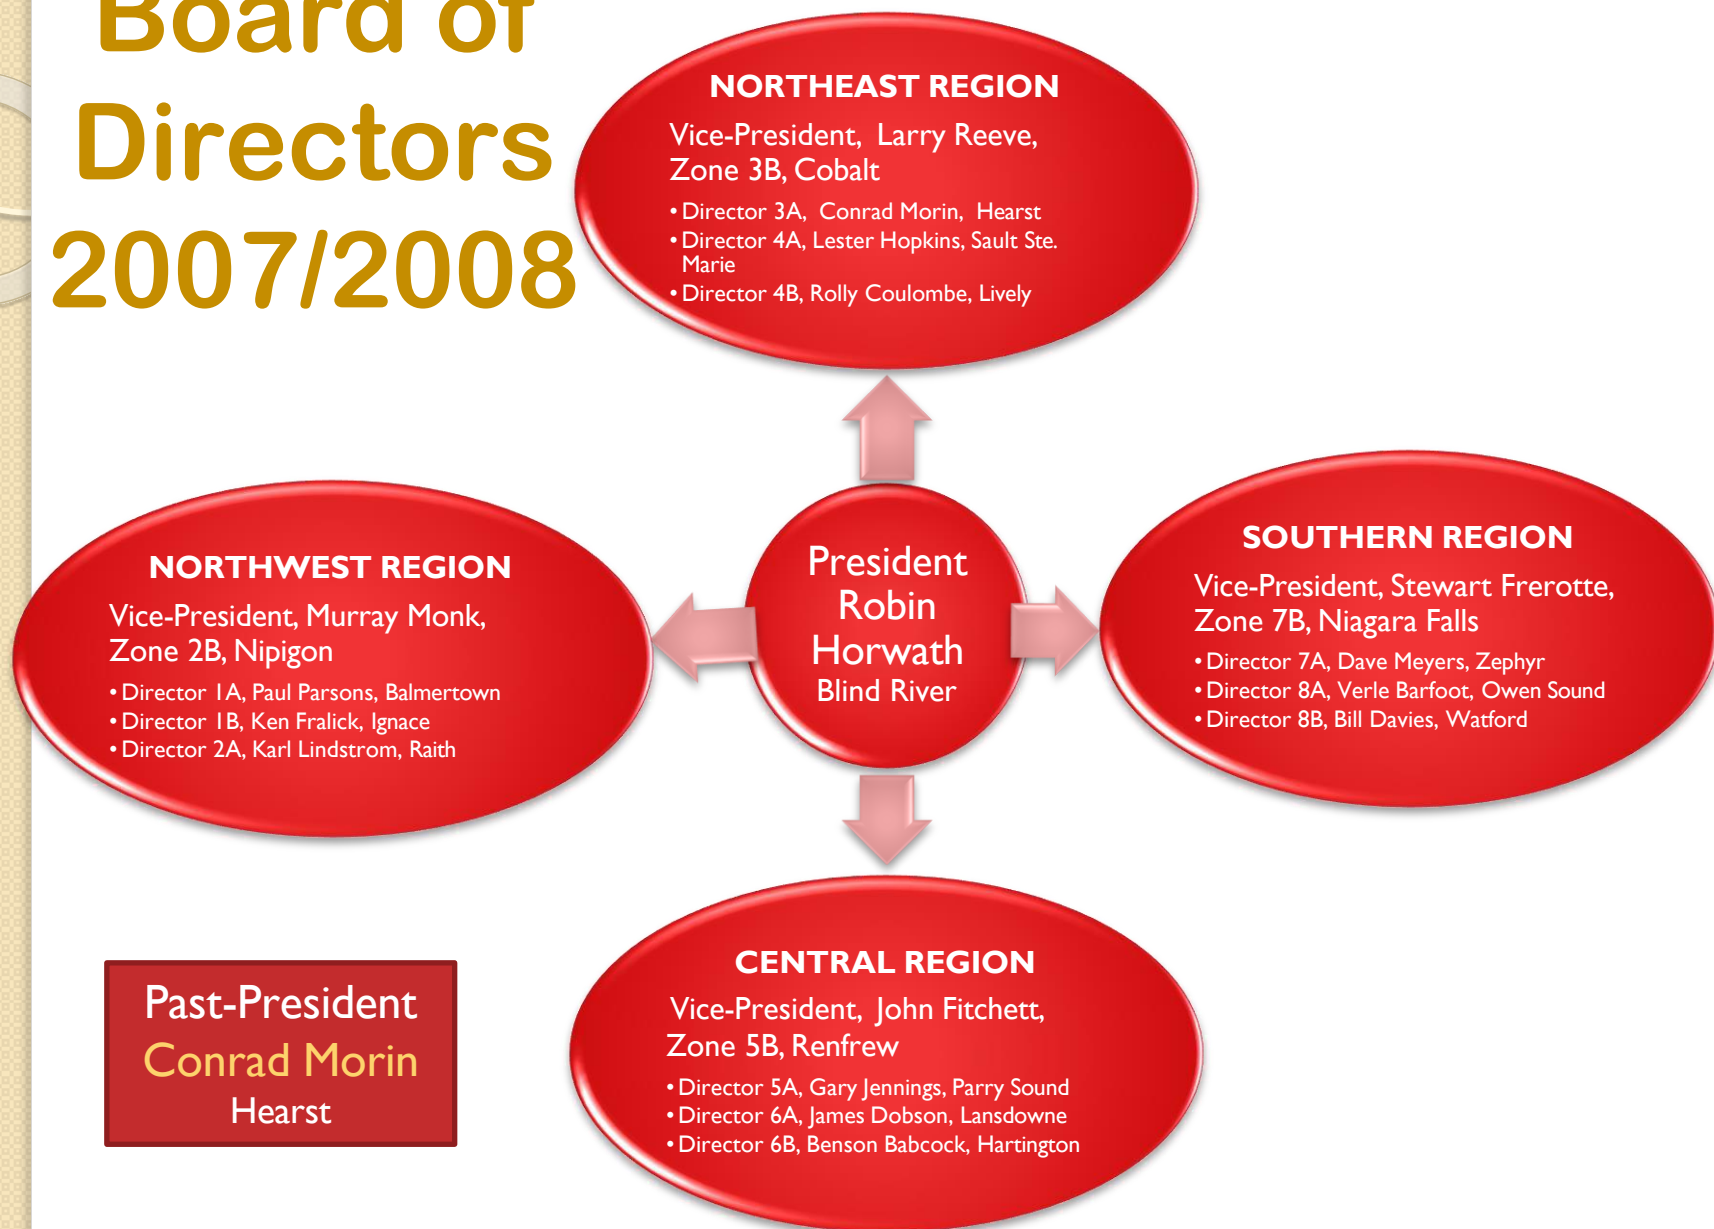 Board of
Directors
2007/2008
NORTHEAST REGION
Vice-President, Larry Reeve,
Zone 3B, Cobalt
• Director 3A, Conrad Morin, Hearst
• Director 4A, Lester Hopkins, Sault Ste.
Marie
• Director 4B, Rolly Coulombe, Lively
NORTHWEST REGION
Vice-President, Murray Monk,
Zone 2B, Nipigon
• Director 1A, Paul Parsons, Balmertown
• Director 1B, Ken Fralick, Ignace
• Director 2A, Karl Lindstrom, Raith
President
Robin
Horwath
Blind River
SOUTHERN REGION
Vice-President, Stewart Frerotte,
Zone 7B, Niagara Falls
• Director 7A, Dave Meyers, Zephyr
• Director 8A, Verle Barfoot, Owen Sound
• Director 8B, Bill Davies, Watford
CENTRAL REGION
Vice-President, John Fitchett,
Zone 5B, Renfrew
• Director 5A, Gary Jennings, Parry Sound
• Director 6A, James Dobson, Lansdowne
• Director 6B, Benson Babcock, Hartington
Past-President
Conrad Morin
Hearst